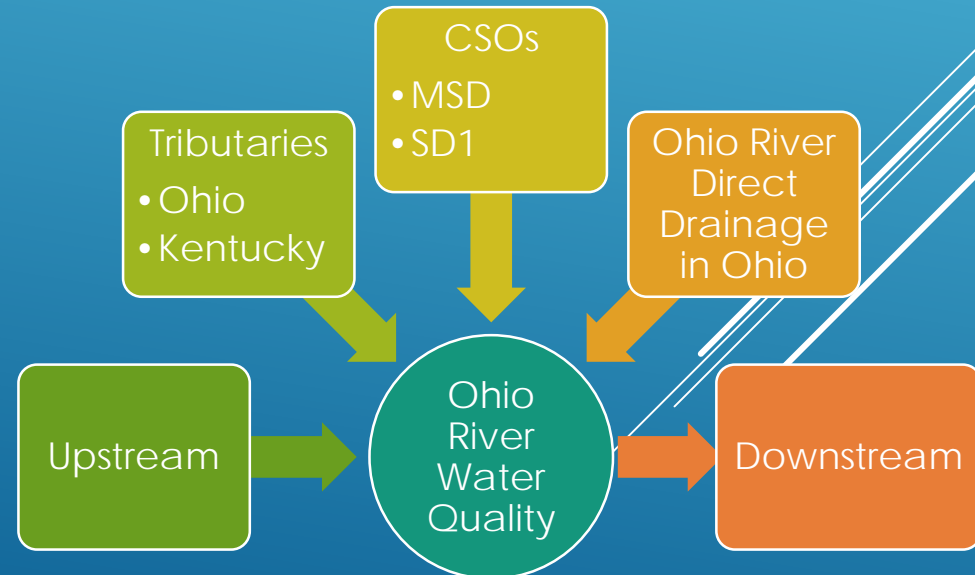 CSOs
• MSD
• SD1
Tributaries
• Ohio
• Kentucky
Ohio River
Direct
Drainage
in Ohio
Upstream
Ohio
River
Water
Quality
Downstream